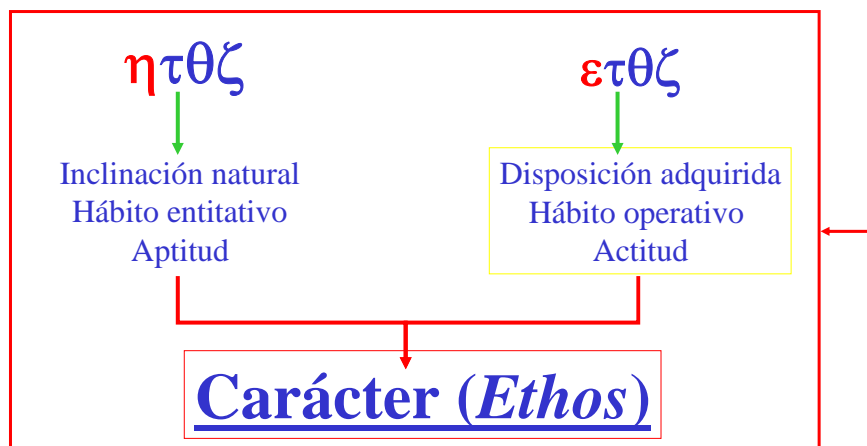 ητθζ
ετθζ
Inclinación natural
Hábito entitativo
Aptitud
Disposición adquirida
Hábito operativo
Actitud
Carácter (Ethos)